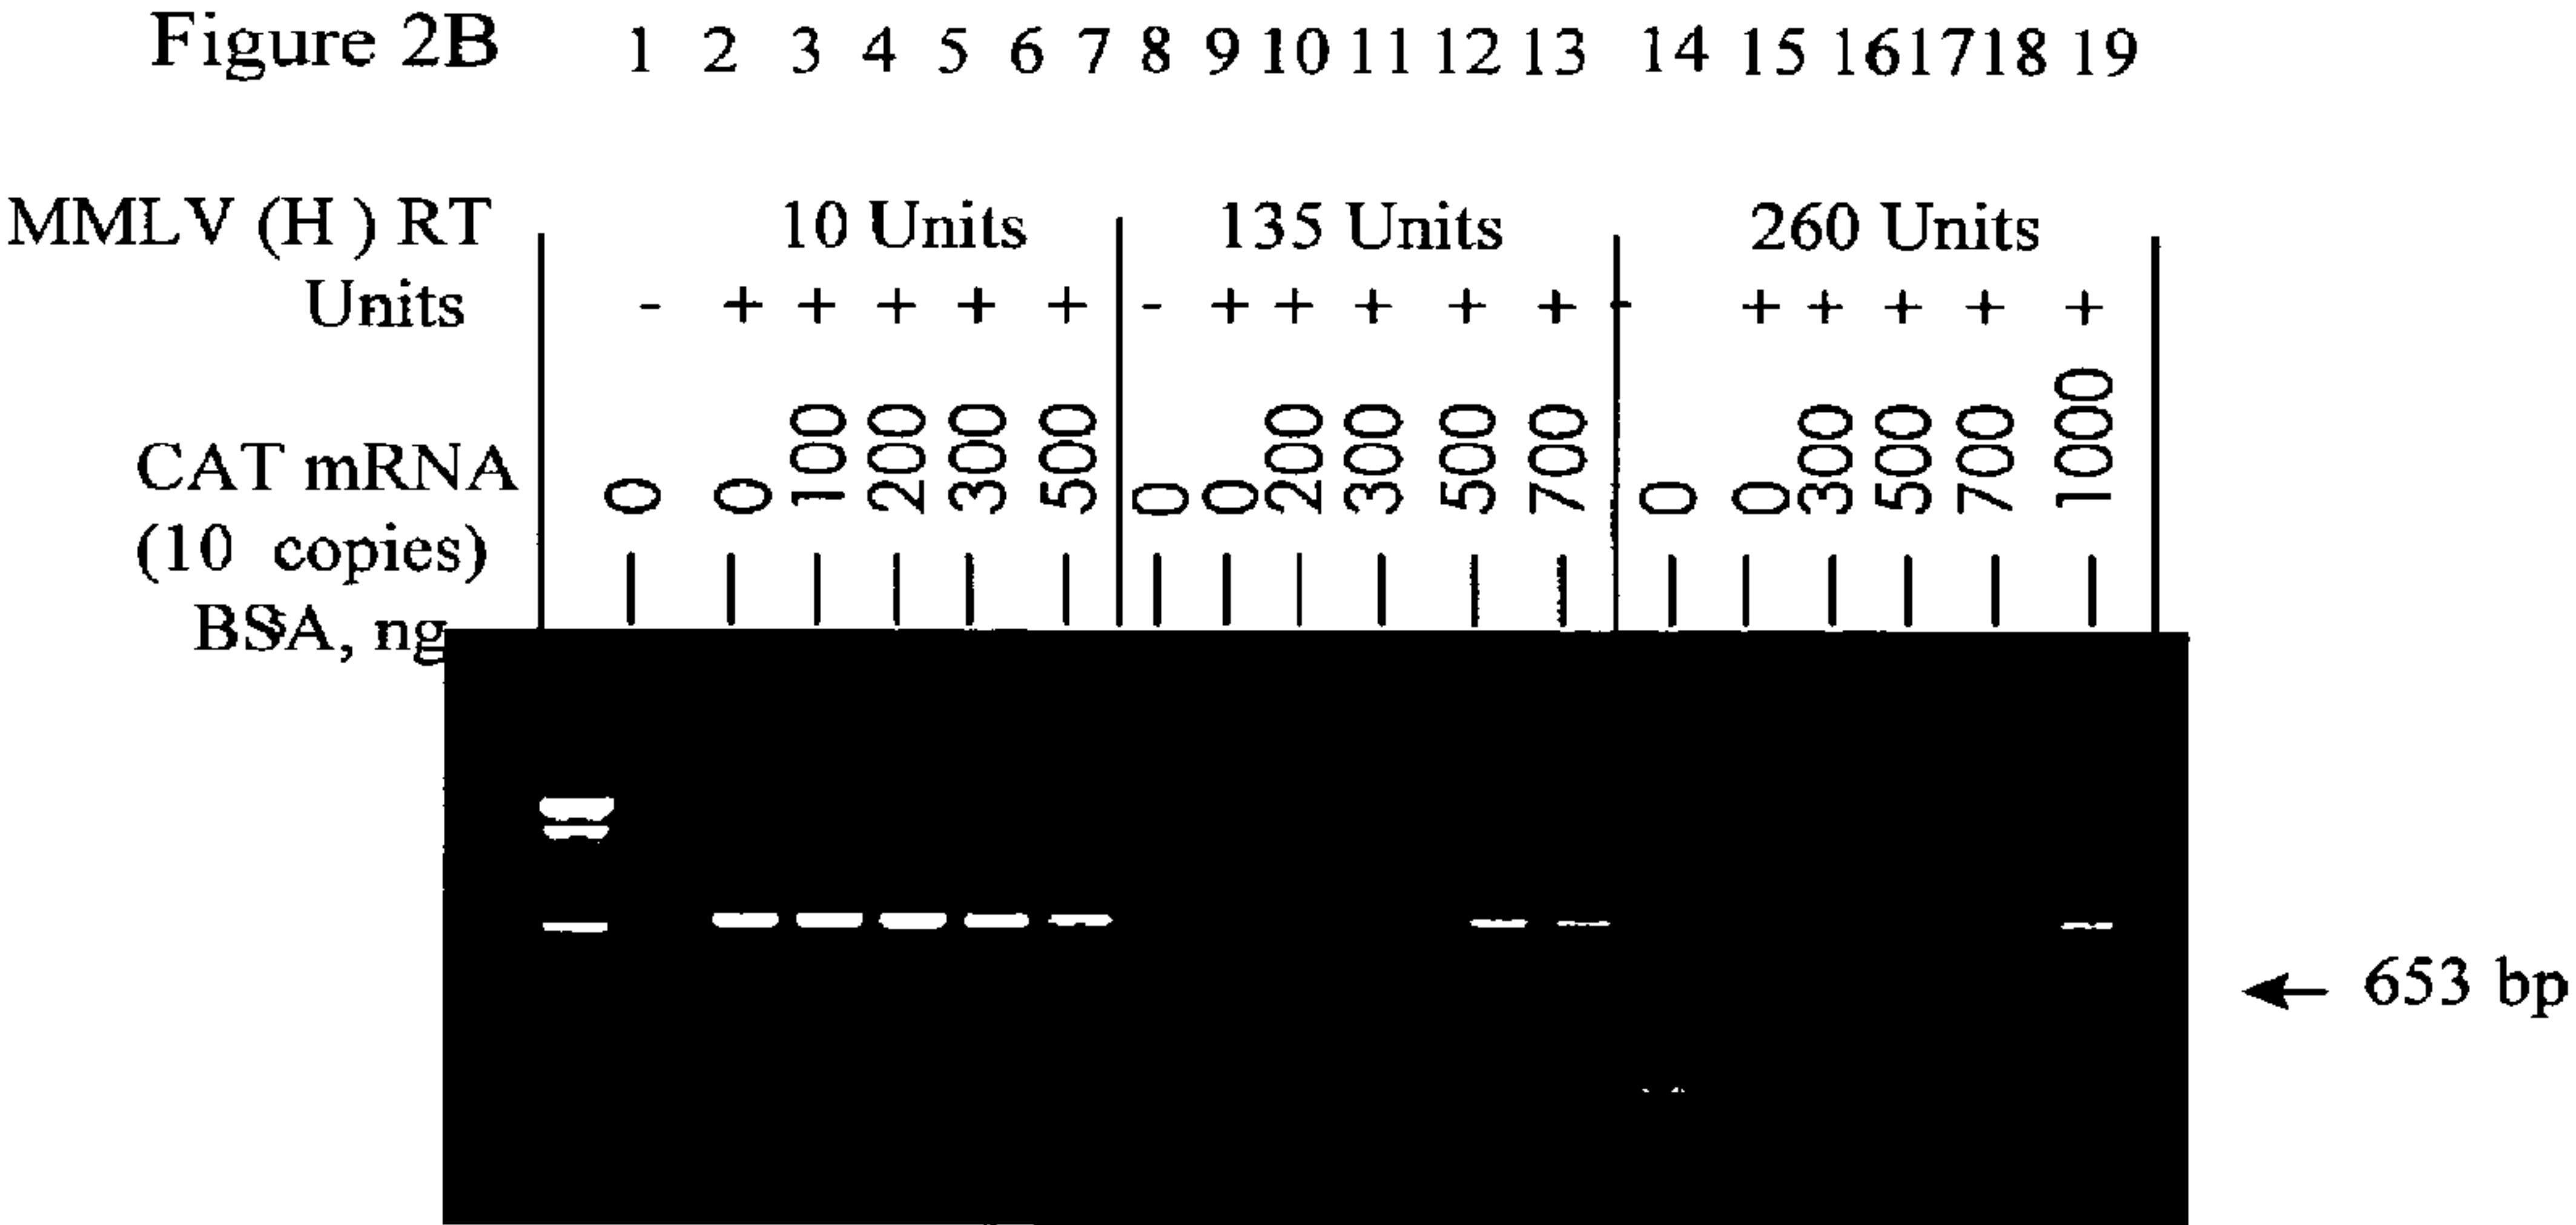 Figure 2B 1 2 3 4 5 6 7 8 9 10 11 12 13 14 15 16 17 18 19
MMLV (H ) RT 10 Units 135 Units 260 Units
Units - + + + + + - + + + + + - + + + + +
CAT mRNA 0 0 100 200 300 500 0 0 200 300 500 700 0 0 300 500 700 1000
(10 copies)
BSA, ng
653 bp